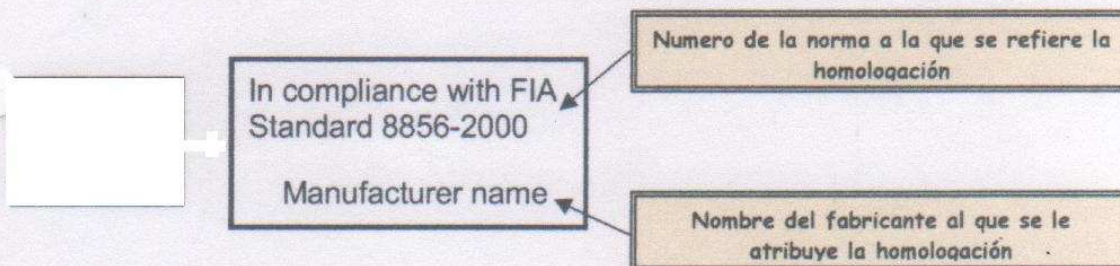 In compliance with FIA
Standard 8856-2000
Manufacturer name
Numero de la norma a la que se refiere la
homologación
Nombre del fabricante al que se le
atribuye la homologación